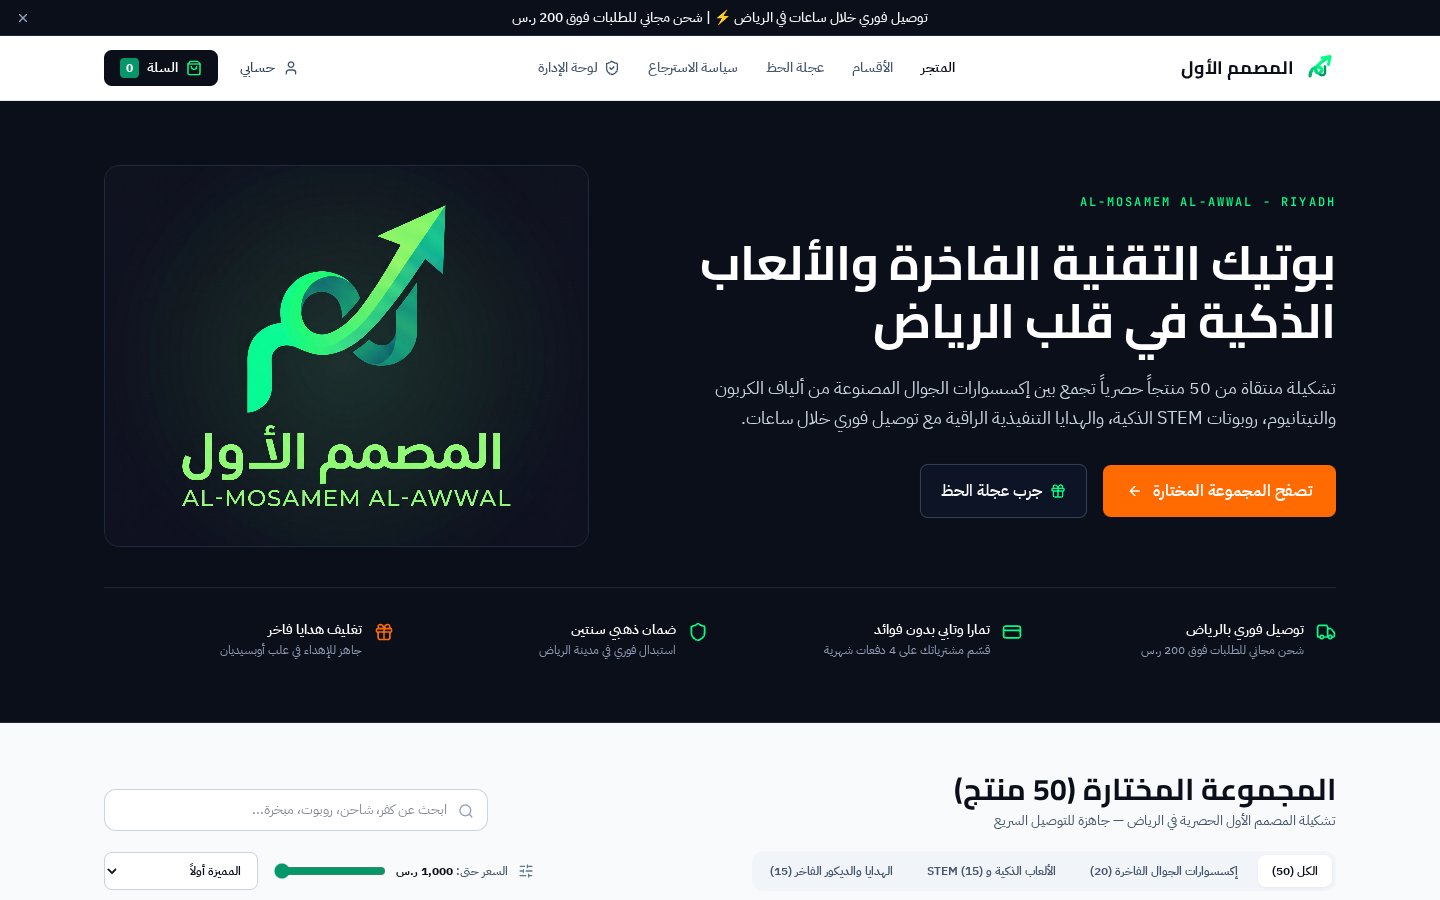 توصيل فوري خلال ساعات في الرياض ⚡ | شحن مجاني للطلبات فوق 200 ر.س
المصمم الأول
المتجر
الأقسام
عجلة الحظ
سياسة الاسترجاع
لوحة الإدارة
حسابي
السلة 0
AL-MOSAMEM AL-AWWAL - RIYADH
بوتيك التقنية الفاخرة والألعاب
الذكية في قلب الرياض
تشكيلة منتقاة من 50 منتجاً حصرياً تجمع بين إكسسوارات الجوال المصنوعة من ألياف الكربون
والتيتانيوم، روبوتات STEM الذكية، والهدايا التنفيذية الراقية مع توصيل فوري خلال ساعات.
تصفح المجموعة المختارة
جرب عجلة الحظ
المصمم الأول
AL-MOSAMEM AL-AWWAL
توصيل فوري بالرياض
شحن مجاني للطلبات فوق 200 ر.س
تمارا وتابي بدون فوائد
قسّم مشترياتك على 4 دفعات شهرية
ضمان ذهبي سنتين
استبدال فوري في مدينة الرياض
تغليف هدايا فاخر
جاهز للإهداء في علب أوبسيديان
المجموعة المختارة (50 منتج)
تشكيلة المصمم الأول الحصرية في الرياض — جاهزة للتوصيل السريع
ابحث عن كفر، شاحن، روبوت، مبخرة...
الكل (50)
إكسسوارات الجوال الفاخرة (20)
الألعاب الذكية و STEM (15)
الهدايا والديكور الفاخر (15)
السعر حتى: 1,000 ر.س
المميزة أولاً